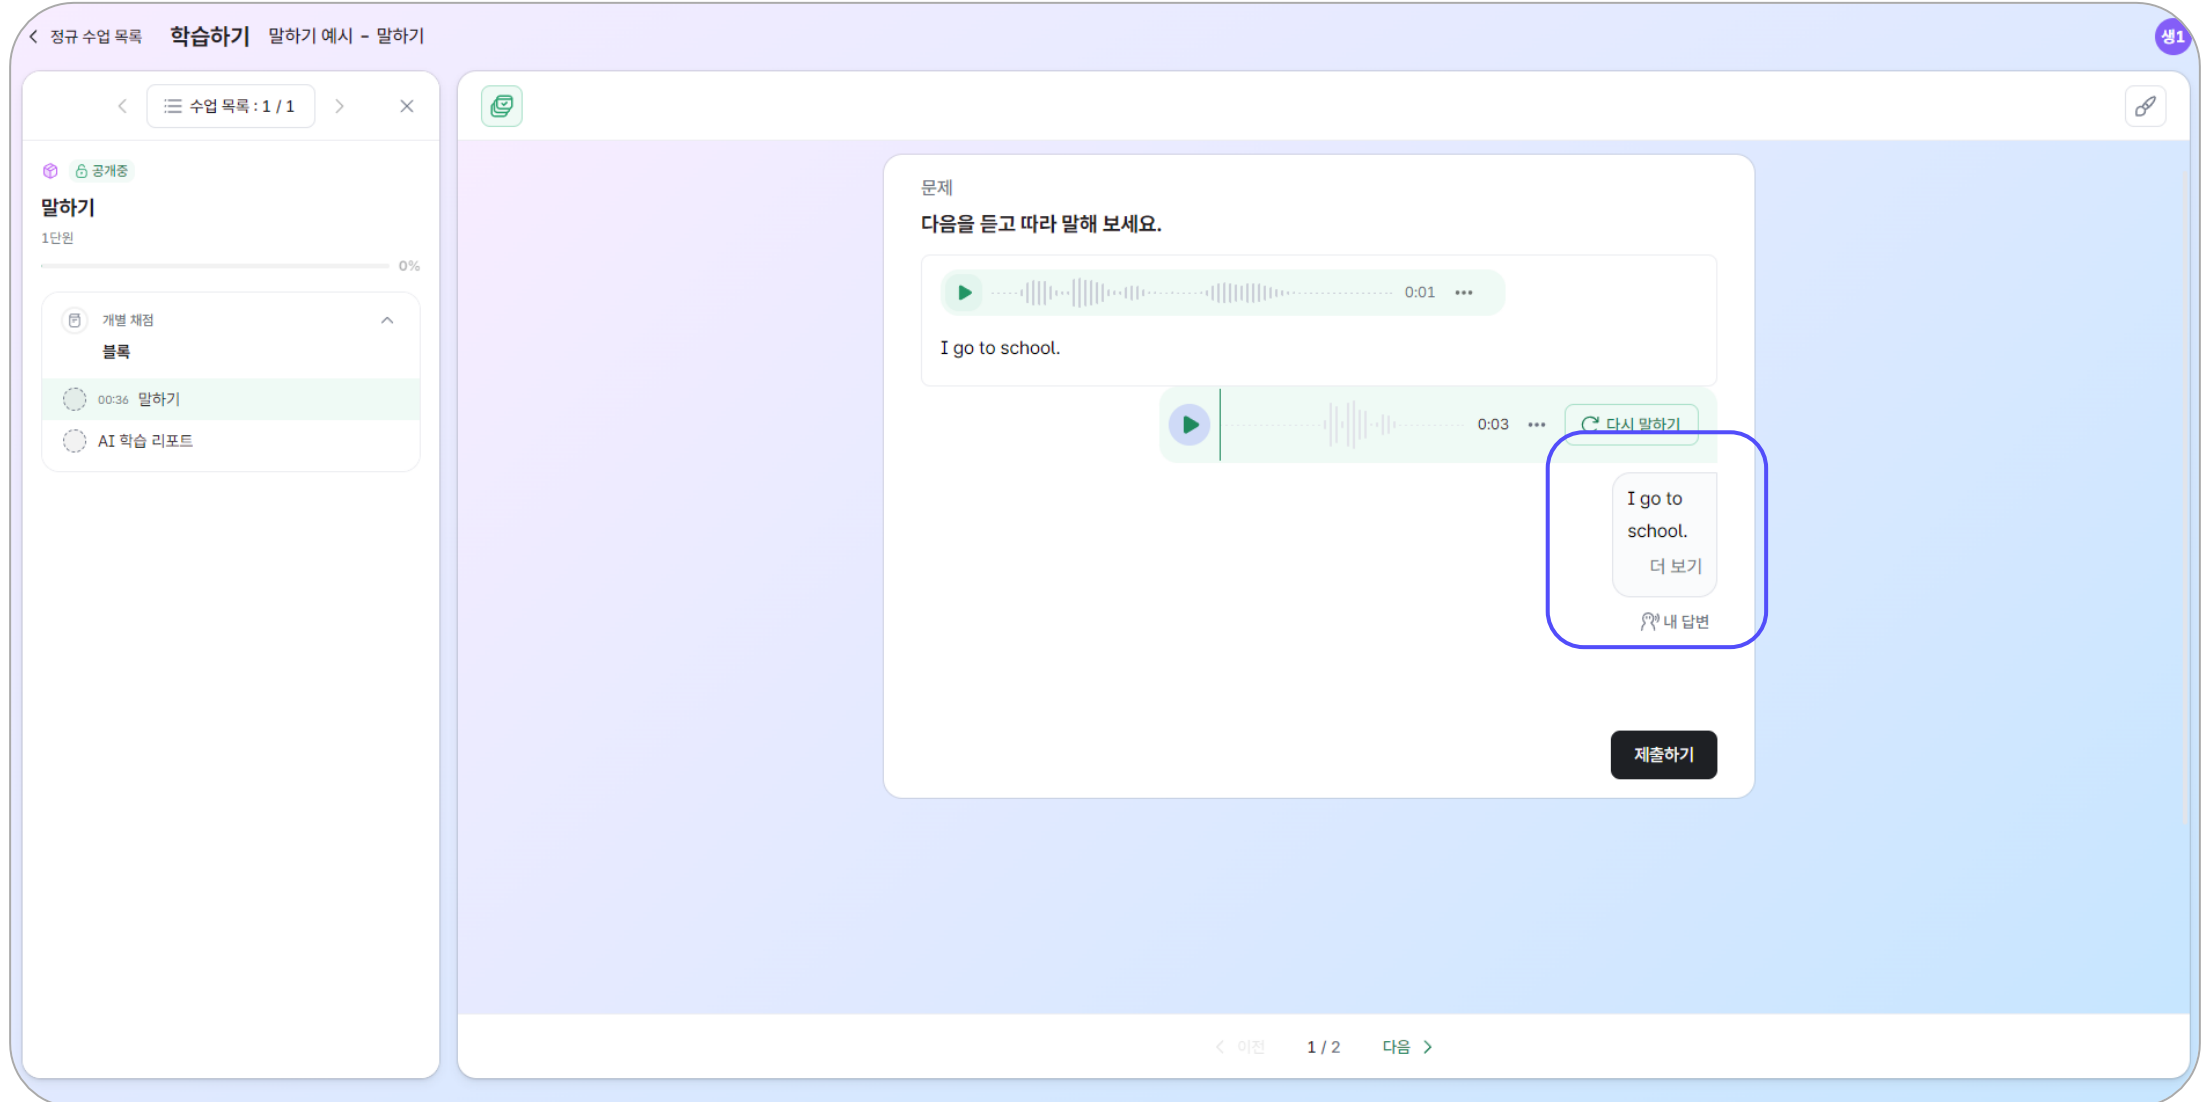 정규 수업 목록 학습하기 말하기 예시 - 말하기 생1
수업 목록 : 1 / 1
공개중
말하기
1단원
0%
개별 채점
블록
00:36 말하기
AI 학습 리포트
문제
다음을 듣고 따라 말해 보세요.
0:01
I go to school.
0:03 다시 말하기
I go to
school.
더 보기
내 답변
제출하기
이전 1 / 2 다음